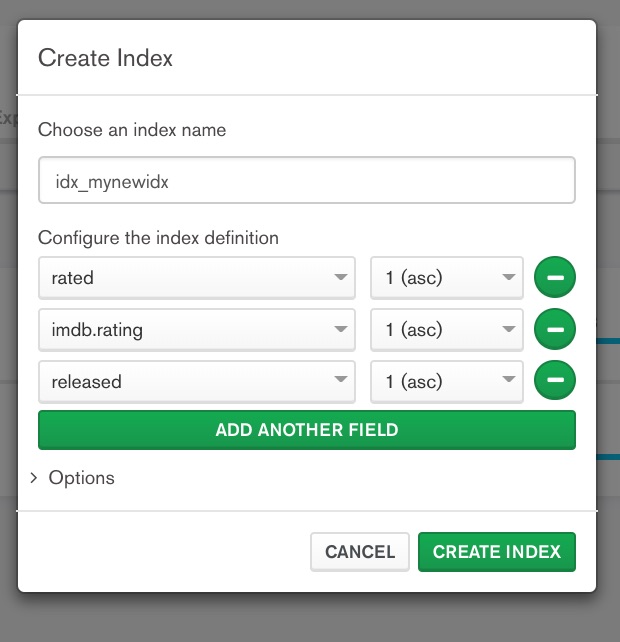 Create Index
Choose an index name
idx_mynewidx
Configure the index definition
rated 1 (asc)
imdb.rating 1 (asc)
released 1 (asc)
ADD ANOTHER FIELD
Options
CANCEL CREATE INDEX